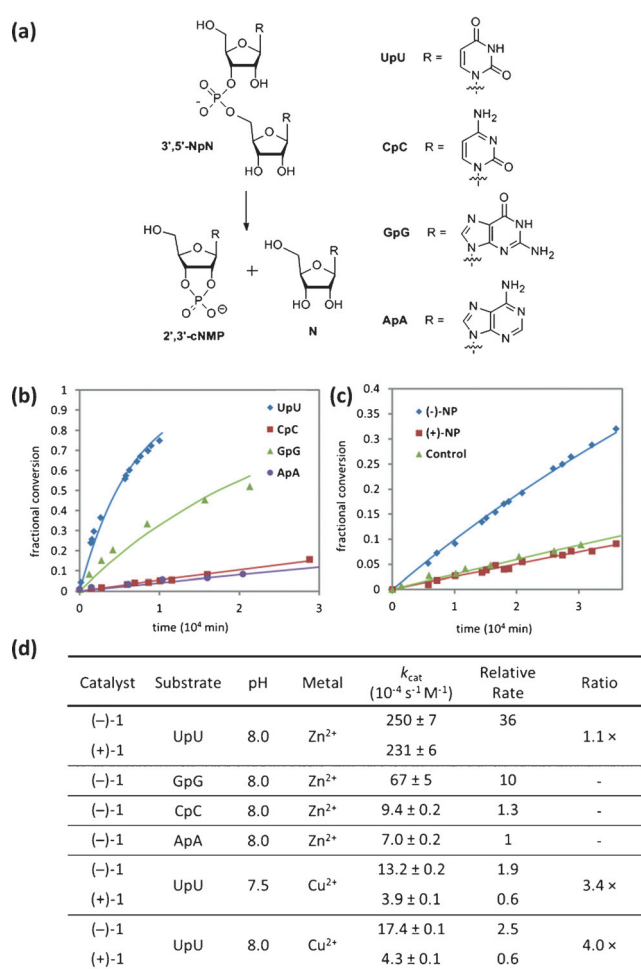 (a)
HO
O
R
O
OH
O
P
O
O
O
R
OH
OH
3',5'-NpN
HO
O
R
O
O
P
O
O
2',3'-cNMP
+
HO
O
R
HO
OH
N
UpU R =
O
NH
N
O
CpC R =
NH2
N
N
O
GpG R =
O
N
NH
N
N
NH2
ApA R =
NH2
N
N
N
N
(b)
fractional conversion
1
0.9
0.8
0.7
0.6
0.5
0.4
0.3
0.2
0.1
0
0 1 2 3
time (10⁴ min)
UpU
CpC
GpG
ApA
(c)
fractional conversion
0.4
0.35
0.3
0.25
0.2
0.15
0.1
0.05
0
0 1 2 3
time (10⁴ min)
(-)-NP
(+)-NP
Control
(d)
Catalyst Substrate pH Metal kcat (10⁻⁴ s⁻¹ M⁻¹) Relative Rate Ratio
(–)-1 250 ± 7 36
UpU 8.0 Zn²⁺ 1.1 ×
(+)-1 231 ± 6
(–)-1 GpG 8.0 Zn²⁺ 67 ± 5 10 -
(–)-1 CpC 8.0 Zn²⁺ 9.4 ± 0.2 1.3 -
(–)-1 ApA 8.0 Zn²⁺ 7.0 ± 0.2 1 -
(–)-1 13.2 ± 0.2 1.9
UpU 7.5 Cu²⁺ 3.4 ×
(+)-1 3.9 ± 0.1 0.6
(–)-1 17.4 ± 0.1 2.5
UpU 8.0 Cu²⁺ 4.0 ×
(+)-1 4.3 ± 0.1 0.6